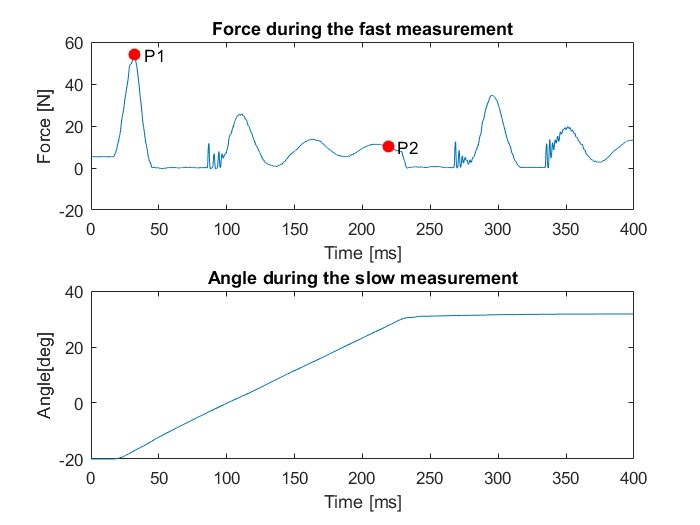 Force during the fast measurement
60
40
20
0
-20
Force [N]
P1
P2
0 50 100 150 200 250 300 350 400
Time [ms]
Angle during the slow measurement
40
20
0
-20
Angle[deg]
0 50 100 150 200 250 300 350 400
Time [ms]